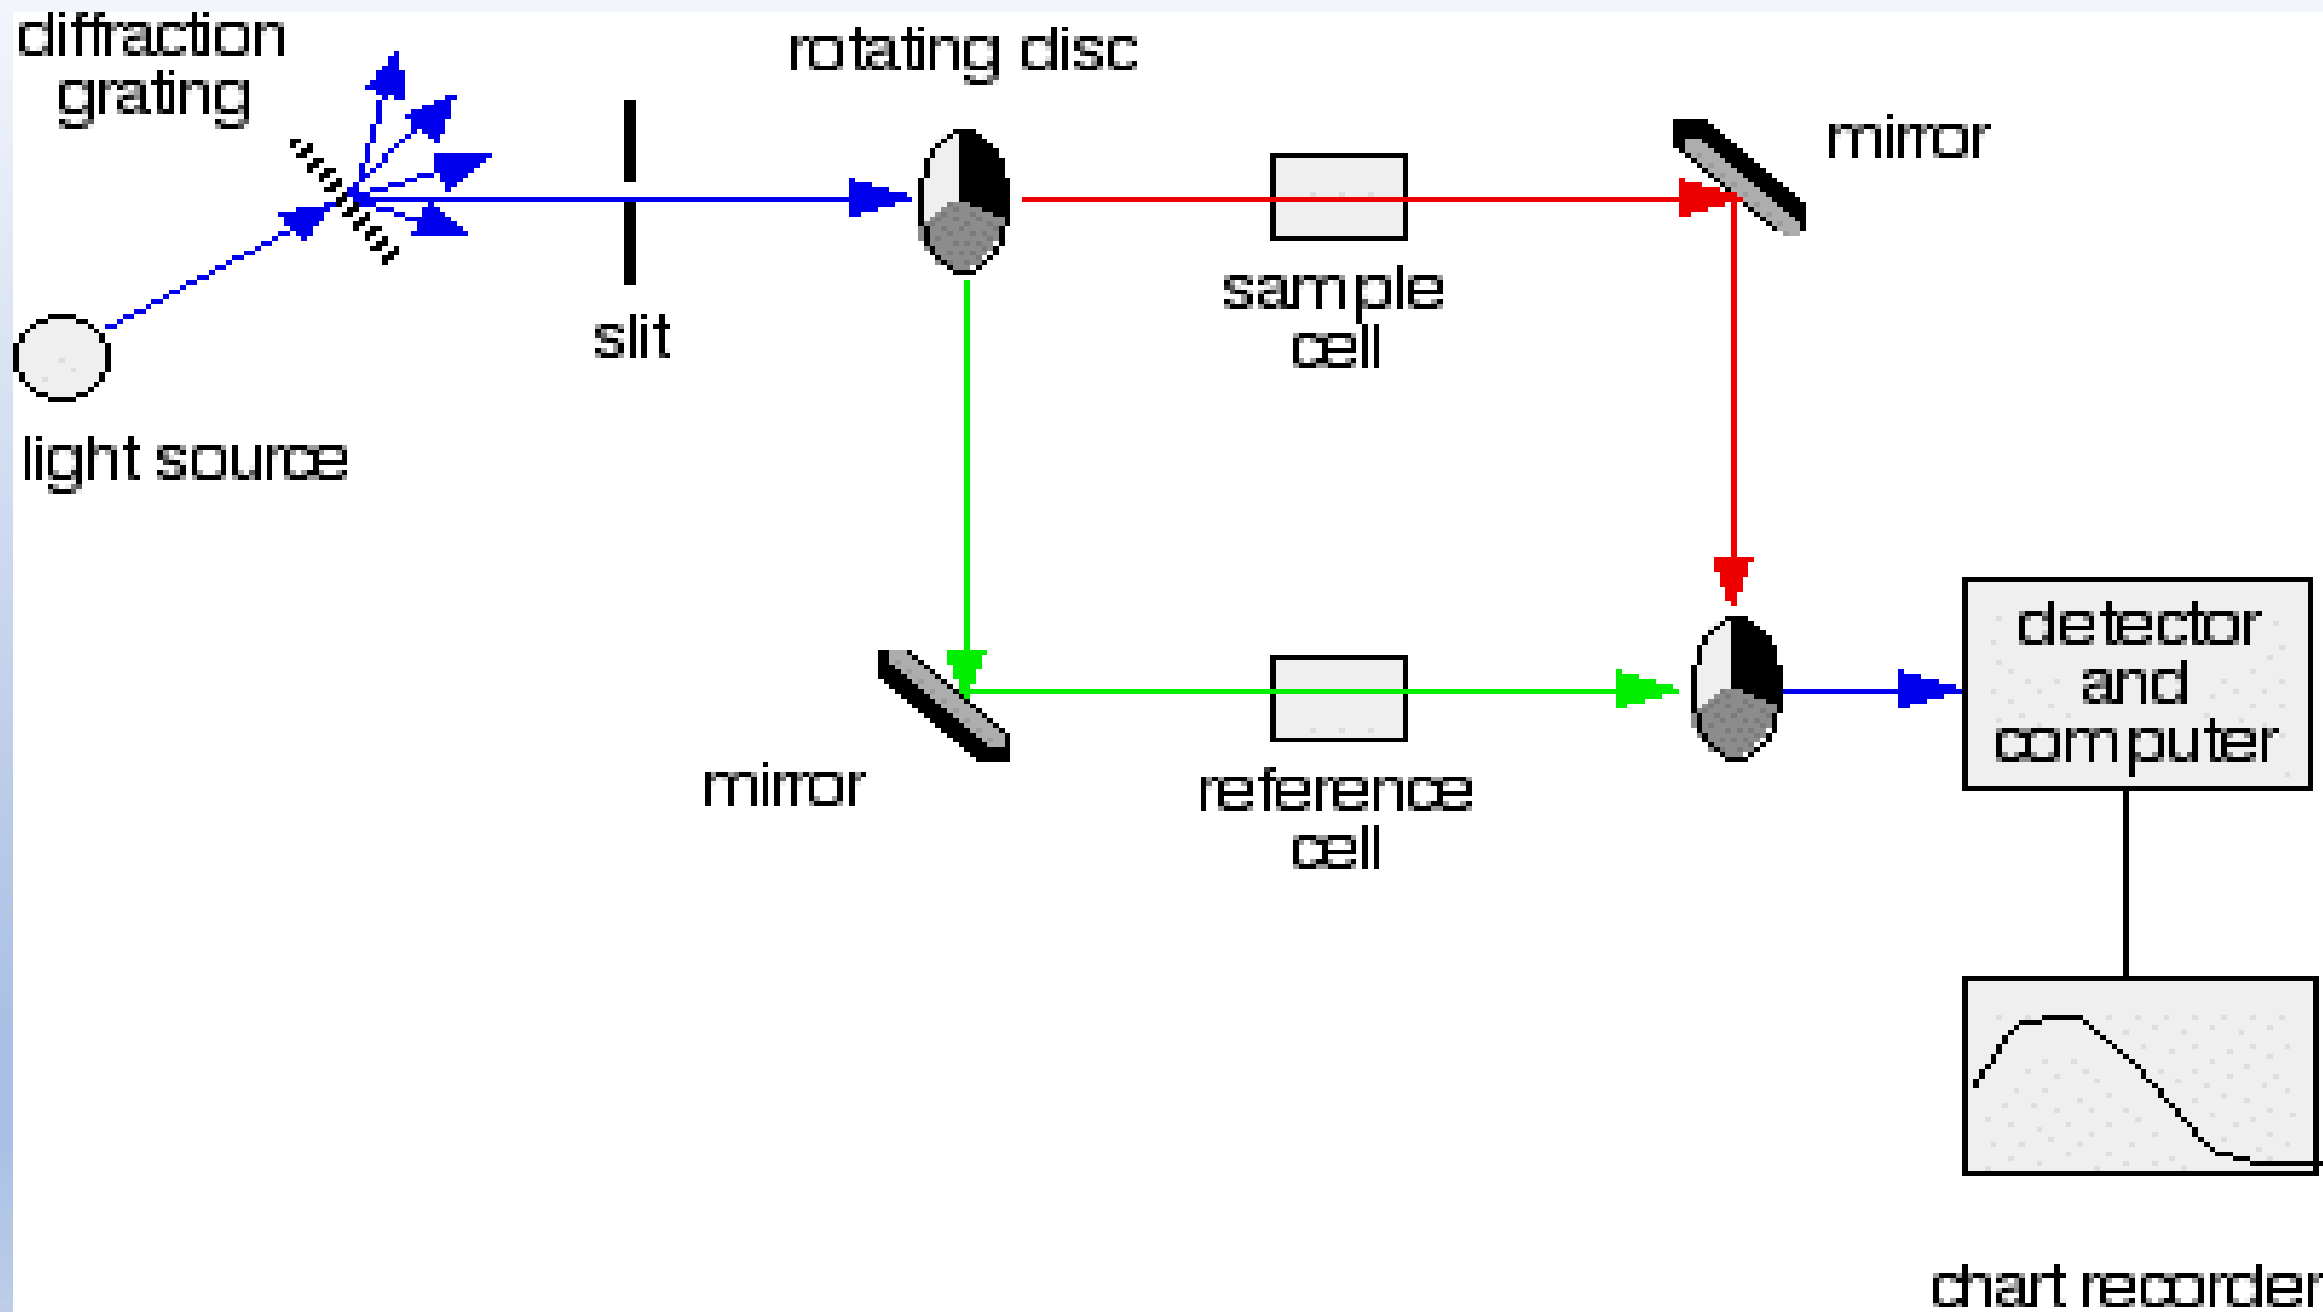 diffraction
grating
rotating disc
mirror
slit
sample
cell
light source
detector
and
computer
mirror
reference
cell
chart recorder